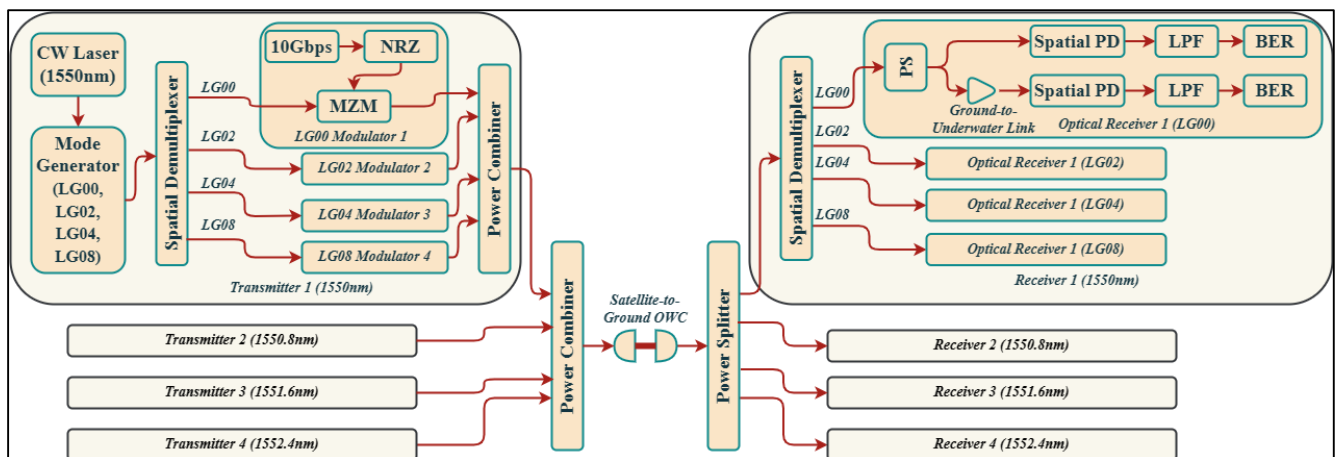 CW Laser
(1550nm)
Mode
Generator
(LG00,
LG02,
LG04,
LG08)
Spatial Demultiplexer
LG00
LG02
LG04
LG08
10Gbps
NRZ
MZM
LG00 Modulator 1
LG02 Modulator 2
LG04 Modulator 3
LG08 Modulator 4
Power Combiner
Transmitter 1 (1550nm)
Transmitter 2 (1550.8nm)
Transmitter 3 (1551.6nm)
Transmitter 4 (1552.4nm)
Power Combiner
Satellite-to-
Ground OWC
Power Splitter
Spatial Demultiplexer
LG00
LG02
LG04
LG08
PS
Spatial PD
LPF
BER
Spatial PD
LPF
BER
Ground-to-
Underwater Link
Optical Receiver 1 (LG00)
Optical Receiver 1 (LG02)
Optical Receiver 1 (LG04)
Optical Receiver 1 (LG08)
Receiver 1 (1550nm)
Receiver 2 (1550.8nm)
Receiver 3 (1551.6nm)
Receiver 4 (1552.4nm)